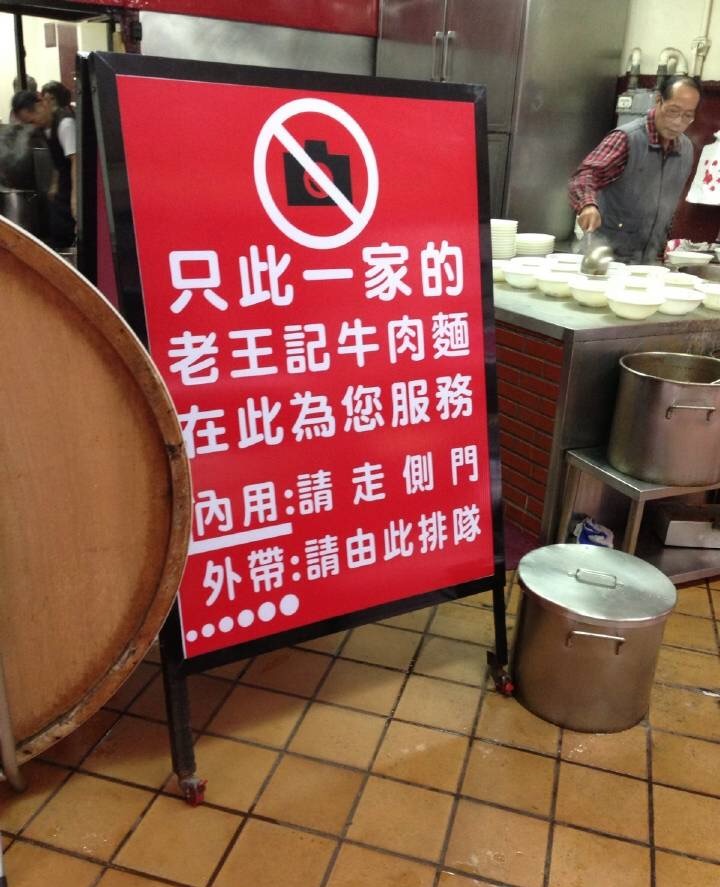 只此一家的
老王記牛肉麵
在此為您服務
內用:請走側門
外帶:請由此排隊